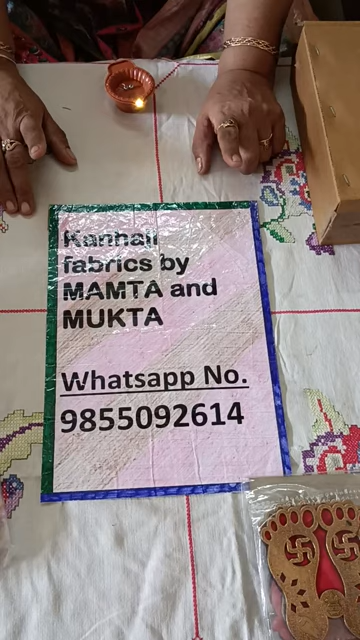 Kanhaii
fabrics by
MAMTA and
MUKTA
Whatsapp No.
9855092614